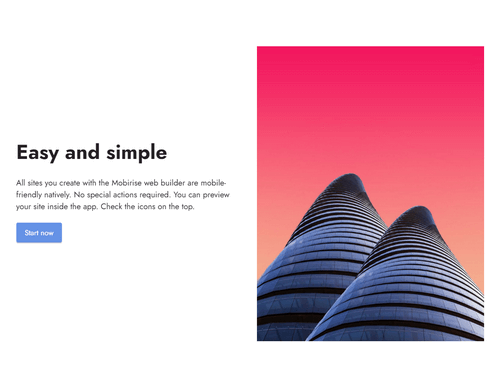 Easy and simple
All sites you create with the Mobirise web builder are mobile-
friendly natively. No special actions required. You can preview
your site inside the app. Check the icons on the top.
Start now